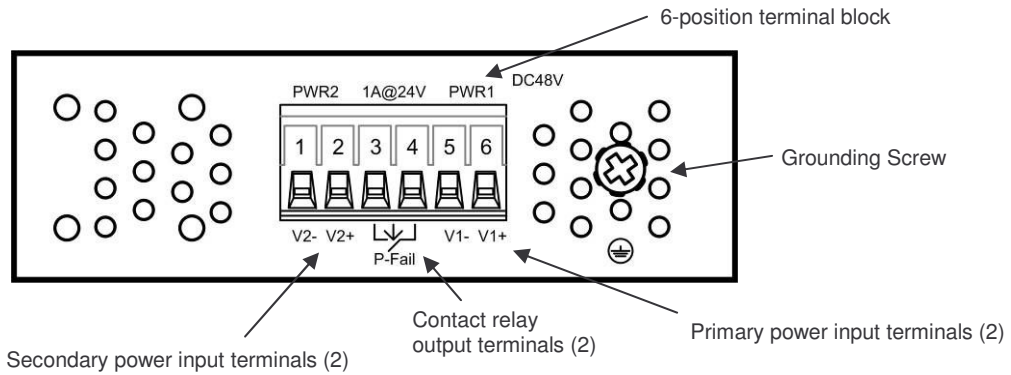 6-position terminal block
DC48V
PWR2 1A@24V PWR1
1 2 3 4 5 6
Grounding Screw
V2- V2+ V1- V1+
P-Fail
Contact relay
output terminals (2)
Primary power input terminals (2)
Secondary power input terminals (2)